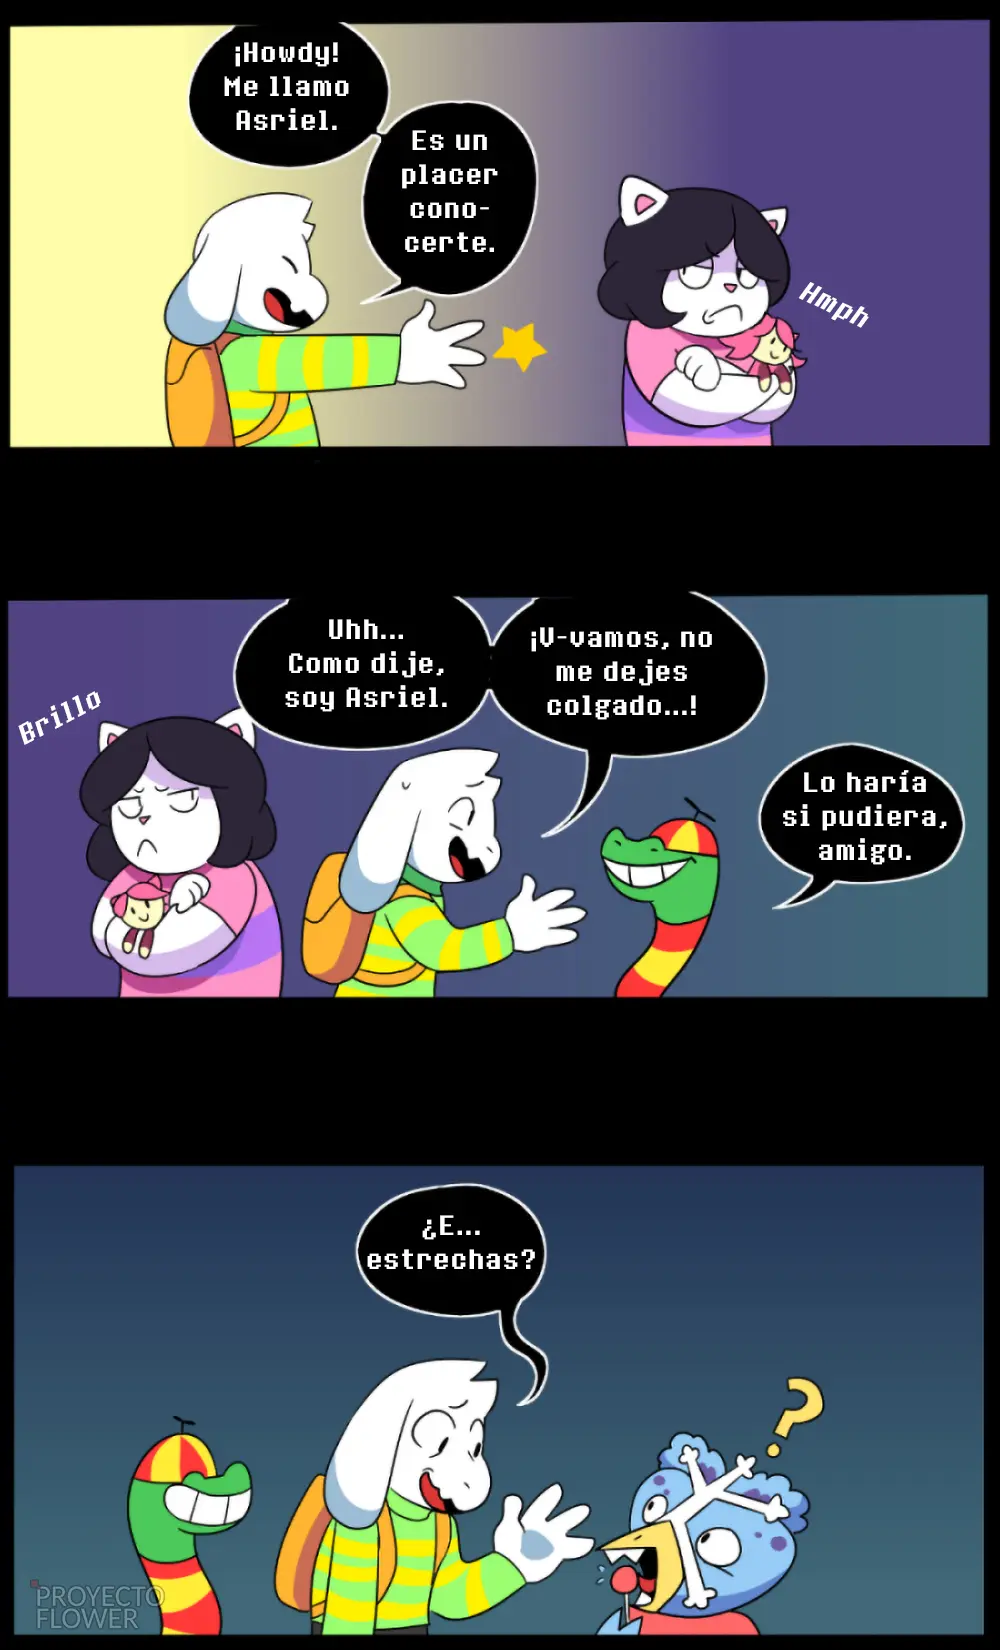 ¡Howdy!
Me llamo
Asriel.
Es un
placer
cono-
certe.
Hmph
Brillo
Uhh...
Como dije,
soy Asriel.
¡V-vamos, no
me dejes
colgado...!
Lo haría
si pudiera,
amigo.
¿E...
estrechas?
?
PROYECTO
FLOWER